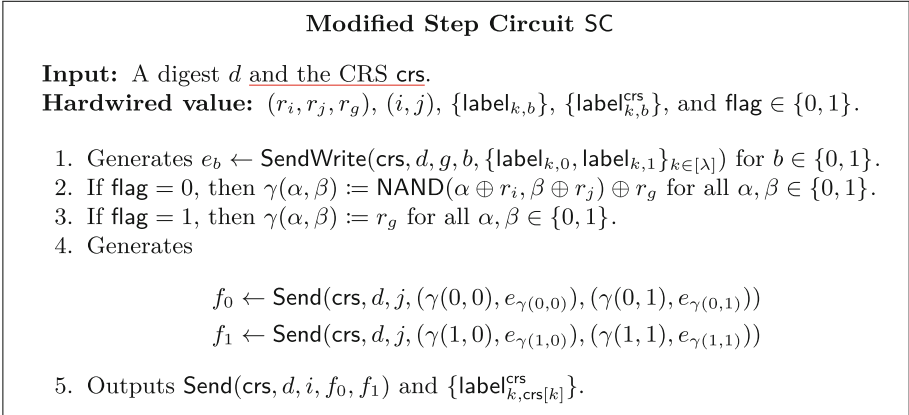 Modified Step Circuit SC
Input: A digest d and the CRS crs.
Hardwired value: (r_i, r_j, r_g), (i, j), {label_{k,b}}, {label^{crs}_{k,b}}, and flag ∈ {0, 1}.
1. Generates e_b ← SendWrite(crs, d, g, b, {label_{k,0}, label_{k,1}}_{k∈[λ]}) for b ∈ {0, 1}.
2. If flag = 0, then γ(α, β) := NAND(α ⊕ r_i, β ⊕ r_j) ⊕ r_g for all α, β ∈ {0, 1}.
3. If flag = 1, then γ(α, β) := r_g for all α, β ∈ {0, 1}.
4. Generates
f_0 ← Send(crs, d, j, (γ(0, 0), e_{γ(0,0)}), (γ(0, 1), e_{γ(0,1)}))
f_1 ← Send(crs, d, j, (γ(1, 0), e_{γ(1,0)}), (γ(1, 1), e_{γ(1,1)}))
5. Outputs Send(crs, d, i, f_0, f_1) and {label^{crs}_{k,crs[k]}}.